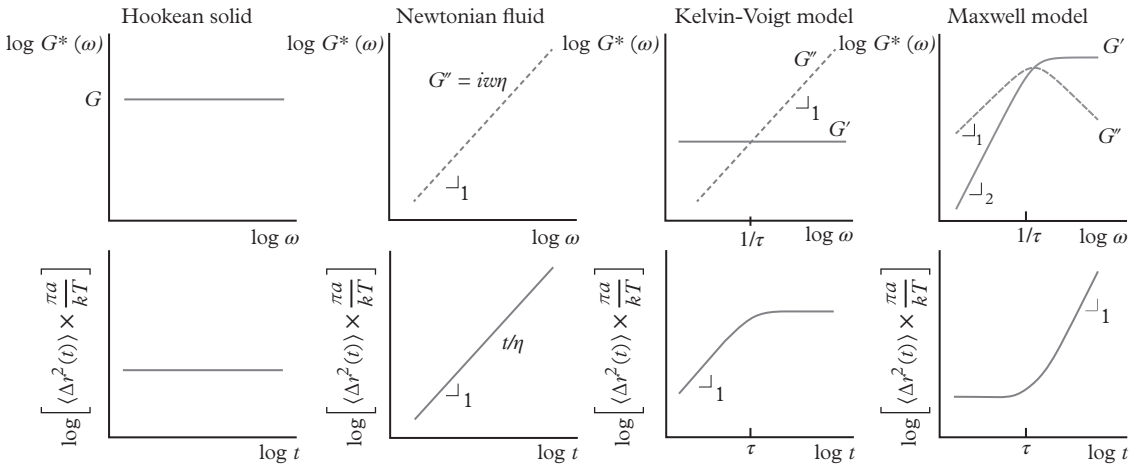 Hookean solid
Newtonian fluid
Kelvin-Voigt model
Maxwell model
log G* (ω)
G
log ω
log G* (ω)
G″ = iwη
1
log ω
log G* (ω)
G″
1
G′
1/τ
log ω
log G* (ω)
G′
1
G″
2
1/τ
log ω
log [⟨Δr²(t)⟩ × πa/kT]
log t
log [⟨Δr²(t)⟩ × πa/kT]
t/η
1
log t
log [⟨Δr²(t)⟩ × πa/kT]
1
τ
log t
log [⟨Δr²(t)⟩ × πa/kT]
1
τ
log t